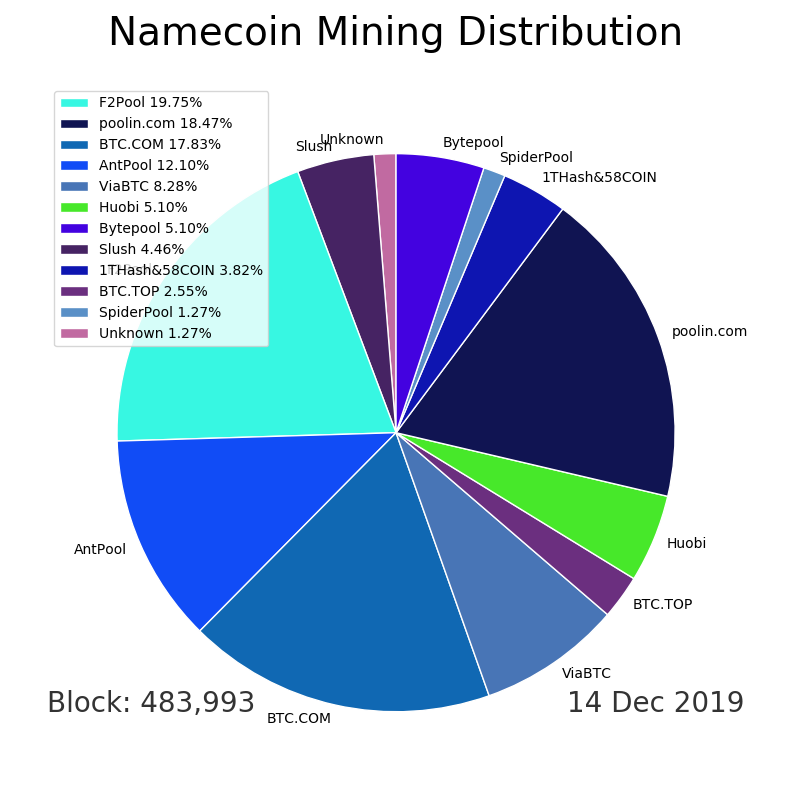 Namecoin Mining Distribution
F2Pool 19.75%
poolin.com 18.47%
BTC.COM 17.83%
AntPool 12.10%
ViaBTC 8.28%
Huobi 5.10%
Bytepool 5.10%
Slush 4.46%
1THash&58COIN 3.82%
BTC.TOP 2.55%
SpiderPool 1.27%
Unknown 1.27%
Unknown
Slush
Bytepool
SpiderPool
1THash&58COIN
poolin.com
Huobi
AntPool
BTC.TOP
ViaBTC
Block: 483,993
14 Dec 2019
BTC.COM